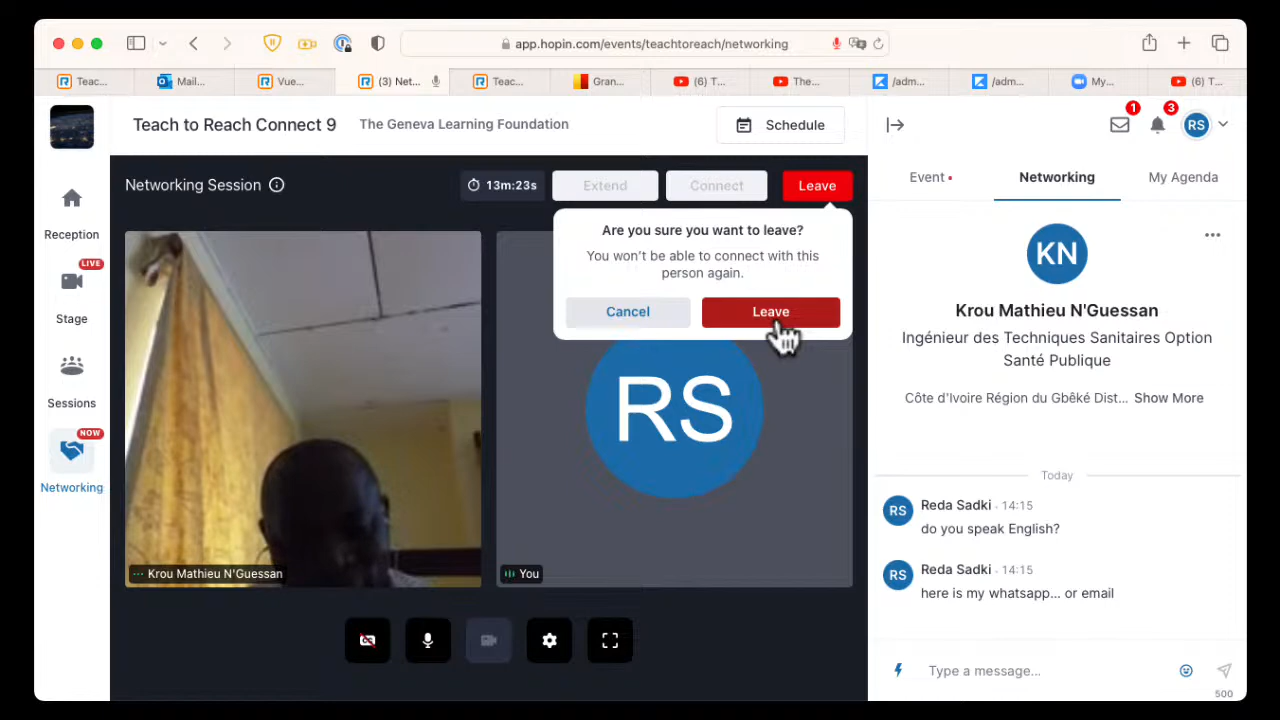 app.hopin.com/events/teachtoreach/networking
Teac...
Mail...
Vue...
(3) Net...
Teac...
Gran...
(6) T...
The...
/adm...
/adm...
My...
(6) T...
Teach to Reach Connect 9
The Geneva Learning Foundation
Schedule
1
3
RS
Reception
LIVE
Stage
Sessions
NOW
Networking
Networking Session
13m:23s
Extend
Connect
Leave
Are you sure you want to leave?
You won't be able to connect with this
person again.
Cancel
Leave
RS
Krou Mathieu N'Guessan
You
CC
Event
Networking
My Agenda
KN
Krou Mathieu N'Guessan
Ingénieur des Techniques Sanitaires Option
Santé Publique
Côte d'Ivoire Région du Gbêké Dist... Show More
Today
RS
Reda Sadki · 14:15
do you speak English?
RS
Reda Sadki · 14:15
here is my whatsapp... or email
Type a message...
500